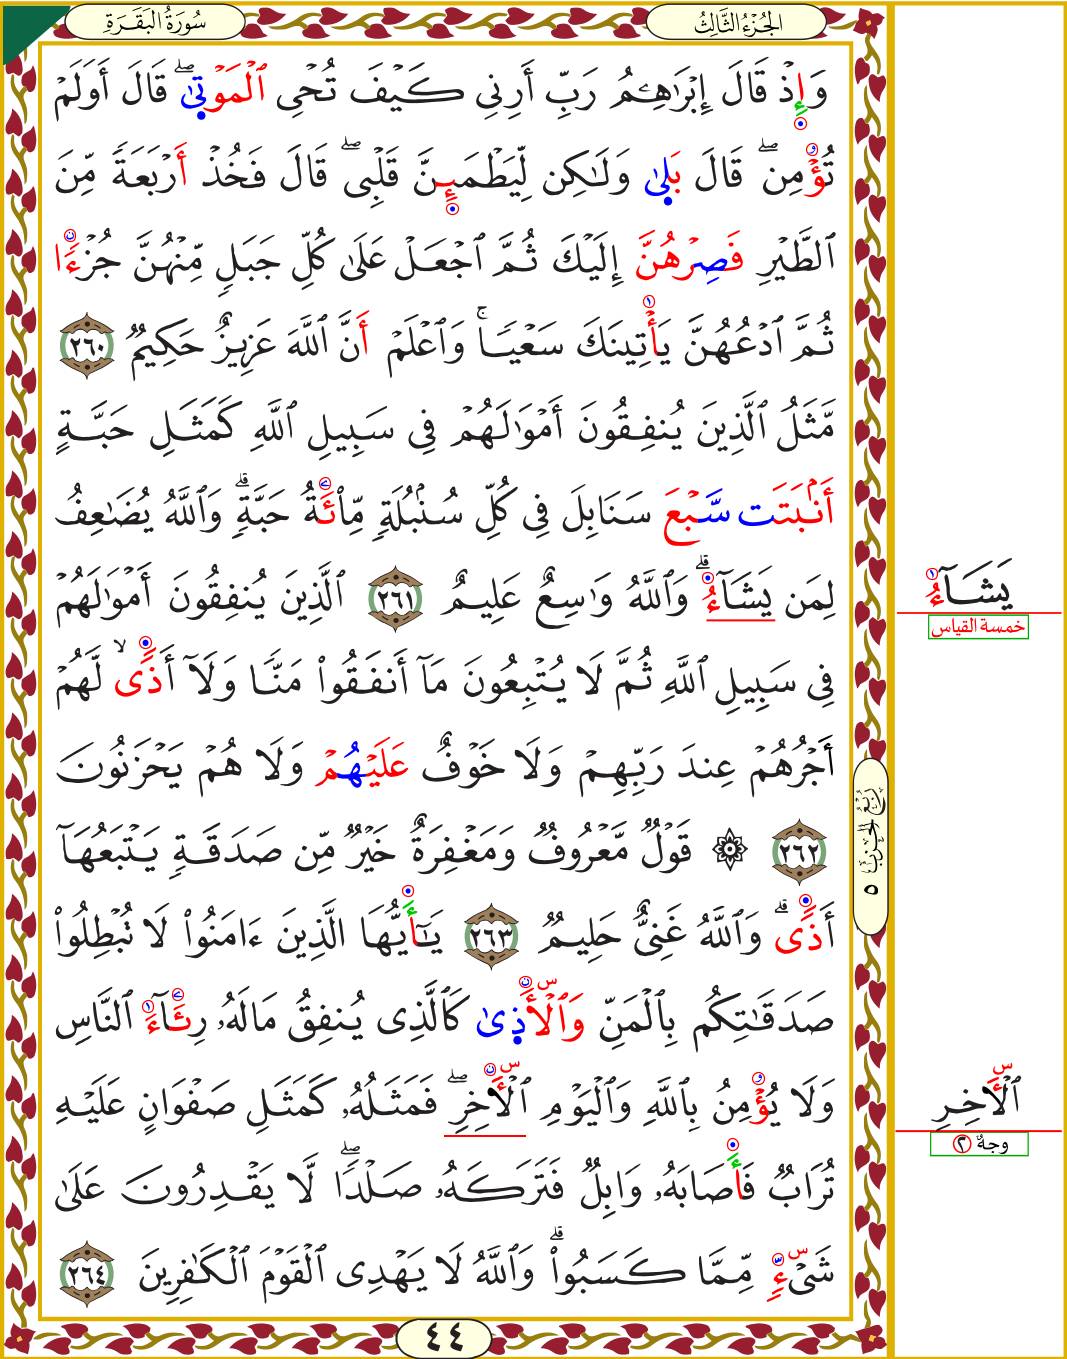 سُورَةُ البَقَرَةِ
الجُزْءُ الثَّالِثُ
وَإِذْ قَالَ إِبْرَٰهِـۧمُ رَبِّ أَرِنِى كَيْفَ تُحْىِ ٱلْمَوْتَىٰ ۖ قَالَ أَوَلَمْ
تُؤْمِن ۖ قَالَ بَلَىٰ وَلَـٰكِن لِّيَطْمَئِنَّ قَلْبِى ۖ قَالَ فَخُذْ أَرْبَعَةً مِّنَ
ٱلطَّيْرِ فَصِرْهُنَّ إِلَيْكَ ثُمَّ ٱجْعَلْ عَلَىٰ كُلِّ جَبَلٍ مِّنْهُنَّ جُزْءًا
ثُمَّ ٱدْعُهُنَّ يَأْتِينَكَ سَعْيًا ۚ وَٱعْلَمْ أَنَّ ٱللَّهَ عَزِيزٌ حَكِيمٌ ٢٦٠
مَّثَلُ ٱلَّذِينَ يُنفِقُونَ أَمْوَٰلَهُمْ فِى سَبِيلِ ٱللَّهِ كَمَثَلِ حَبَّةٍ
أَنۢبَتَت سَّبْعَ سَنَابِلَ فِى كُلِّ سُنۢبُلَةٍ مِّا۟ئَةُ حَبَّةٍ ۗ وَٱللَّهُ يُضَـٰعِفُ
لِمَن يَشَآءُ ۗ وَٱللَّهُ وَٰسِعٌ عَلِيمٌ ٢٦١ ٱلَّذِينَ يُنفِقُونَ أَمْوَٰلَهُمْ
يَشَآءُ
خمسة القياس
فِى سَبِيلِ ٱللَّهِ ثُمَّ لَا يُتْبِعُونَ مَآ أَنفَقُوا۟ مَنًّا وَلَآ أَذًى ۙ لَّهُمْ
أَجْرُهُمْ عِندَ رَبِّهِمْ وَلَا خَوْفٌ عَلَيْهُمْ وَلَا هُمْ يَحْزَنُونَ
٢٦٢ ۞ قَوْلٌ مَّعْرُوفٌ وَمَغْفِرَةٌ خَيْرٌ مِّن صَدَقَةٍ يَتْبَعُهَآ
رُبْعُ الحِزْبِ ٥
أَذًى ۗ وَٱللَّهُ غَنِىٌّ حَلِيمٌ ٢٦٣ يَـٰٓأَيُّهَا ٱلَّذِينَ ءَامَنُوا۟ لَا تُبْطِلُوا۟
صَدَقَـٰتِكُم بِٱلْمَنِّ وَٱلْأَذَىٰ كَٱلَّذِى يُنفِقُ مَالَهُۥ رِئَآءَ ٱلنَّاسِ
وَلَا يُؤْمِنُ بِٱللَّهِ وَٱلْيَوْمِ ٱلْـَٔاخِرِ ۖ فَمَثَلُهُۥ كَمَثَلِ صَفْوَانٍ عَلَيْهِ
ٱلْـَٔاخِرِ
وجهٌ ٢
تُرَابٌ فَأَصَابَهُۥ وَابِلٌ فَتَرَكَهُۥ صَلْدًا ۖ لَّا يَقْدِرُونَ عَلَىٰ
شَىْءٍ مِّمَّا كَسَبُوا۟ ۗ وَٱللَّهُ لَا يَهْدِى ٱلْقَوْمَ ٱلْكَـٰفِرِينَ ٢٦٤
٤٤